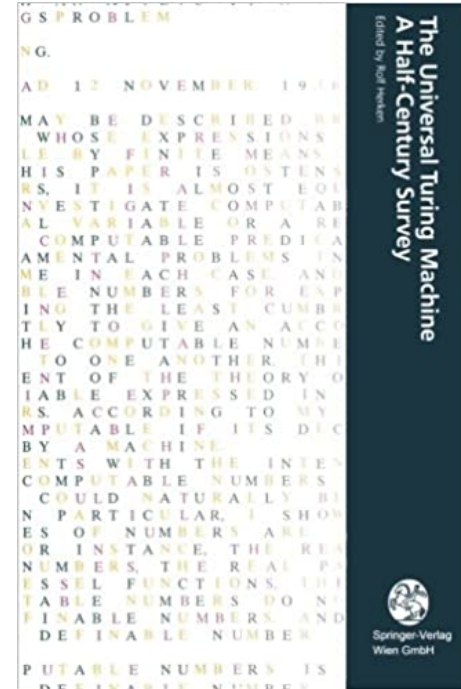 GSPROBLEM
NG.
AD 12 NOVEMBER 19
MAY BE DESCRIBED
WHOSE EXPRESSIONS
LE BY FINITE MEANS
HIS PAPER IS OSTENS
RS, IT IS ALMOST EQU
NVESTIGATE COMPUTAB
AL VARIABLE OR A RE
COMPUTABLE PREDICA
AMENTAL PROBLEMS IN
ME IN EACH CASE AND
BLE NUMBERS FOR EXP
ING THE LEAST CUMBR
TLY TO GIVE AN ACCO
HE COMPUTABLE NUMBE
TO ONE ANOTHER. THI
ENT OF THE THEORY O
IABLE EXPRESSED IN
RS. ACCORDING TO MY
MPUTABLE IF ITS DEC
BY A MACHINE
ENTS WITH THE INTEN
COMPUTABLE NUMBERS
COULD NATURALLY BE
N PARTICULAR, I SHOW
ES OF NUMBERS ARE
OR INSTANCE, THE REA
NUMBERS, THE REAL PA
ESSEL FUNCTIONS, THE
TABLE NUMBERS DO N
FINABLE NUMBERS AND
DEFINABLE NUMBER
PUTABLE NUMBERS IS
The Universal Turing Machine
A Half-Century Survey
Edited by Rolf Herken
Springer-Verlag
Wien GmbH